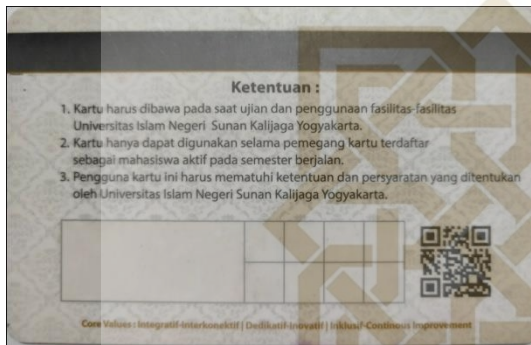 Ketentuan :
1. Kartu harus dibawa pada saat ujian dan penggunaan fasilitas-fasilitas
Universitas Islam Negeri Sunan Kalijaga Yogyakarta.
2. Kartu hanya dapat digunakan selama pemegang kartu terdaftar
sebagai mahasiswa aktif pada semester berjalan.
3. Pengguna kartu ini harus mematuhi ketentuan dan persyaratan yang ditentukan
oleh Universitas Islam Negeri Sunan Kalijaga Yogyakarta.
Core Values : Integratif-Interkonektif | Dedikatif-Inovatif | Inklusif-Continous Improvement